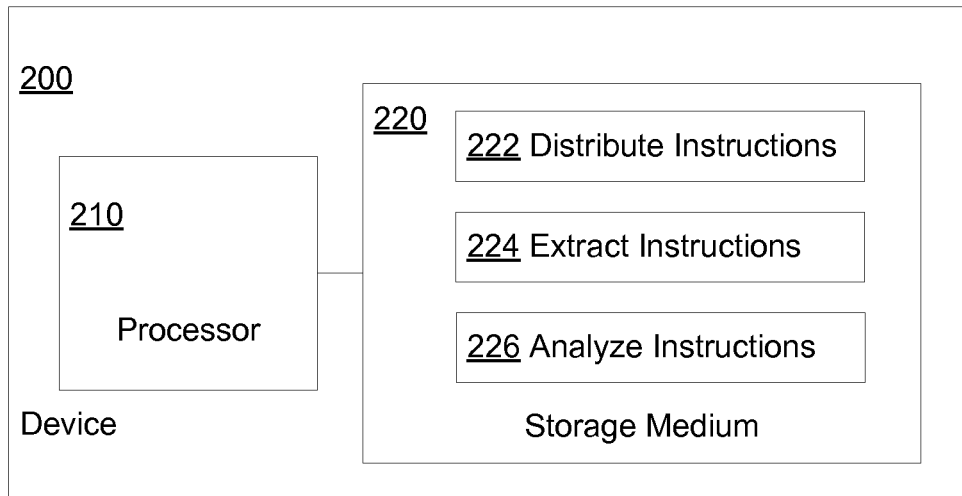 200
220
222 Distribute Instructions
210
224 Extract Instructions
Processor
226 Analyze Instructions
Device
Storage Medium